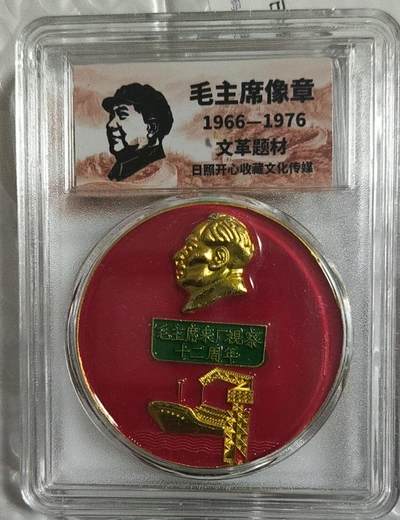 毛主席像章
1966—1976
文革题材
日照开心收藏文化传媒
毛主席来厂视察
十二周年